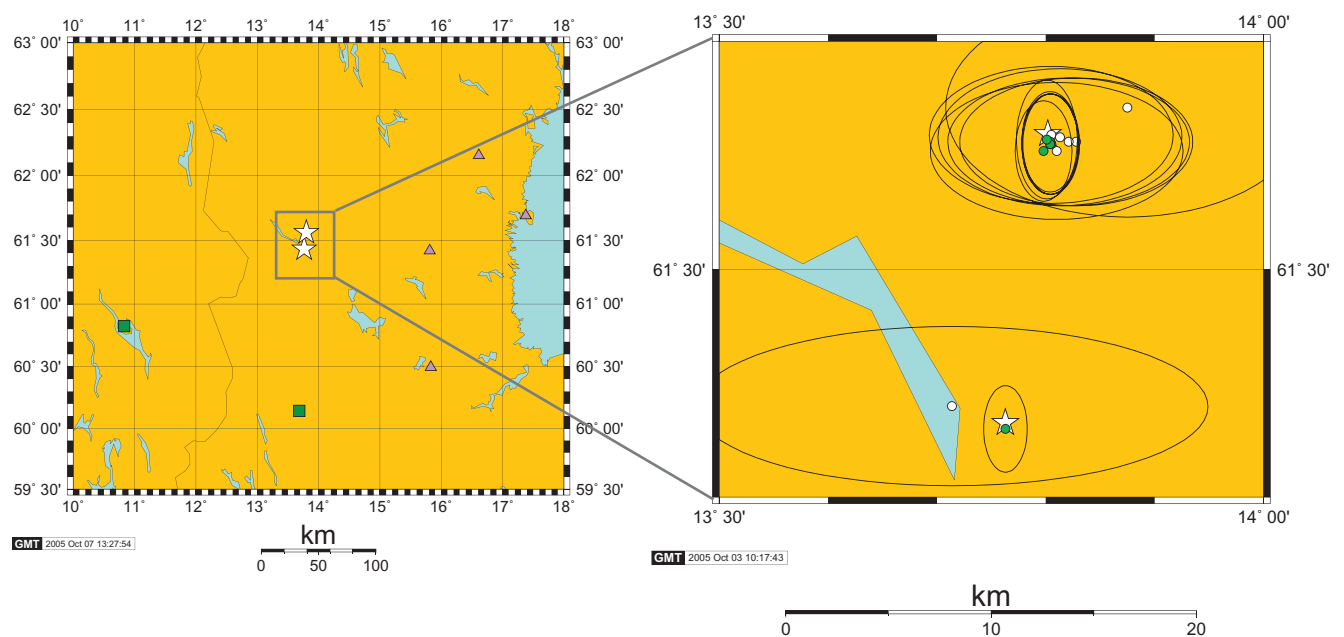 10˚ 11˚ 12˚ 13˚ 14˚ 15˚ 16˚ 17˚ 18˚
63˚ 00' 63˚ 00'
62˚ 30' 62˚ 30'
62˚ 00' 62˚ 00'
61˚ 30' 61˚ 30'
61˚ 00' 61˚ 00'
60˚ 30' 60˚ 30'
60˚ 00' 60˚ 00'
59˚ 30' 59˚ 30'
10˚ 11˚ 12˚ 13˚ 14˚ 15˚ 16˚ 17˚ 18˚
GMT 2005 Oct 07 13:27:54
km
0 50 100
13˚ 30' 14˚ 00'
61˚ 30' 61˚ 30'
13˚ 30' 14˚ 00'
GMT 2005 Oct 03 10:17:43
km
0 10 20